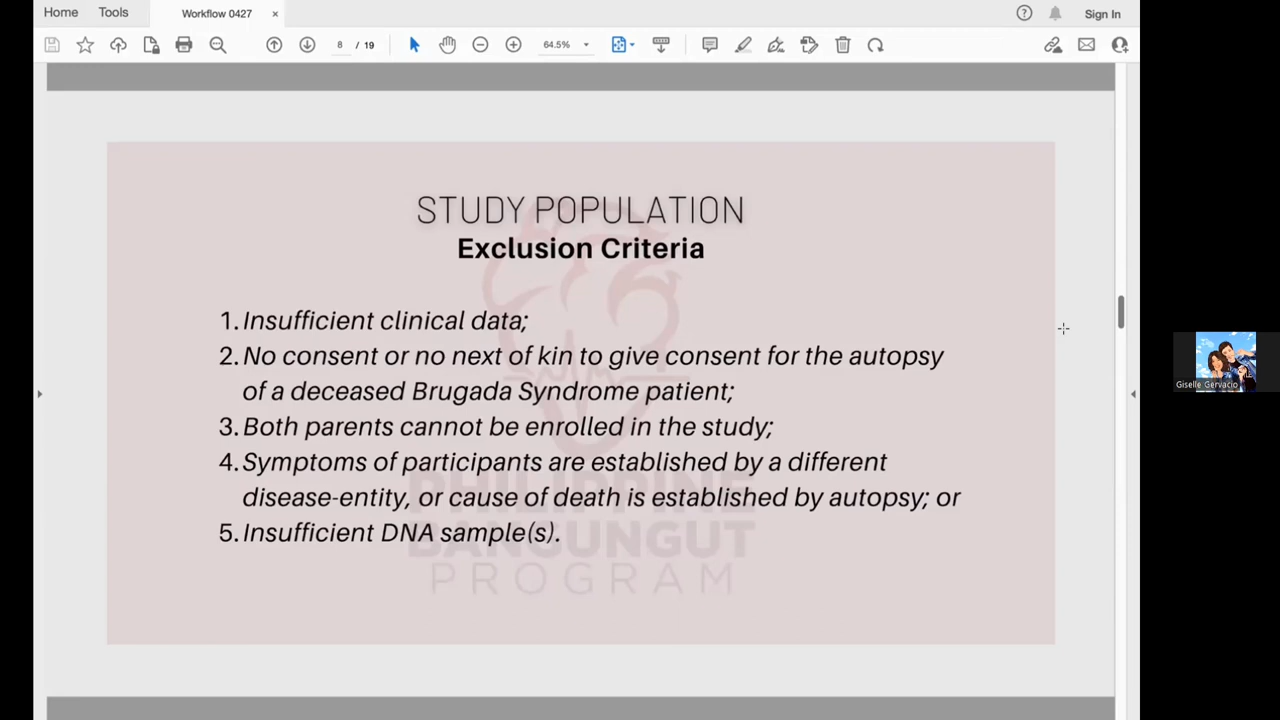 Home Tools Workflow 0427 × Sign In
8 / 19 64.5%
STUDY POPULATION
Exclusion Criteria
1. Insufficient clinical data;
2. No consent or no next of kin to give consent for the autopsy
of a deceased Brugada Syndrome patient;
3. Both parents cannot be enrolled in the study;
4. Symptoms of participants are established by a different
disease-entity, or cause of death is established by autopsy; or
5. Insufficient DNA sample(s).
PHILIPPINE
BANGUNGUT
PROGRAM
Giselle Gervacio